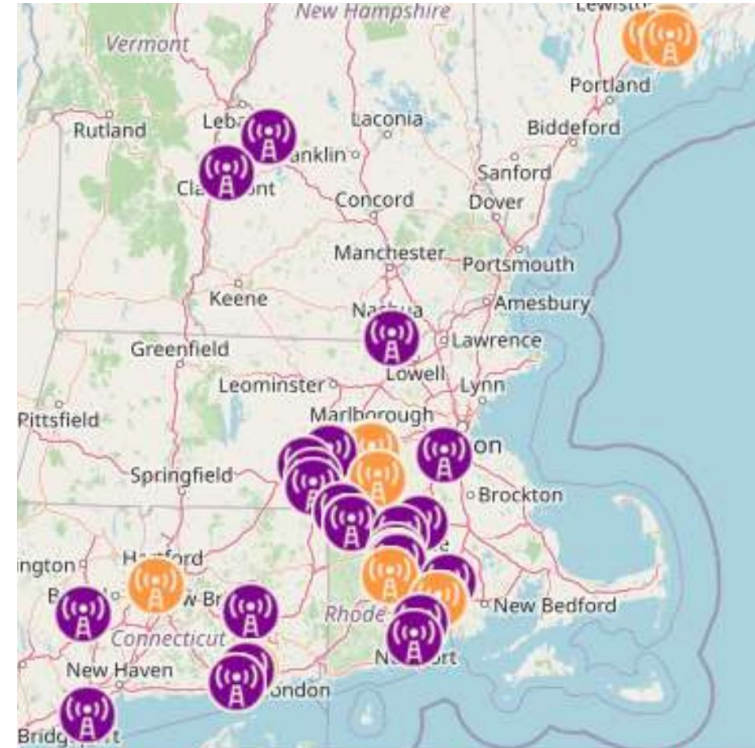 New Hampshire
Vermont
Portland
Rutland
Laconia
Biddeford
Sanford
Concord
Dover
Manchester
Portsmouth
Keene
Amesbury
Greenfield
Lawrence
Leominster
Lowell
Lynn
Pittsfield
Marlborough
Springfield
Brockton
New Bedford
Rhode
Connecticut
New Haven